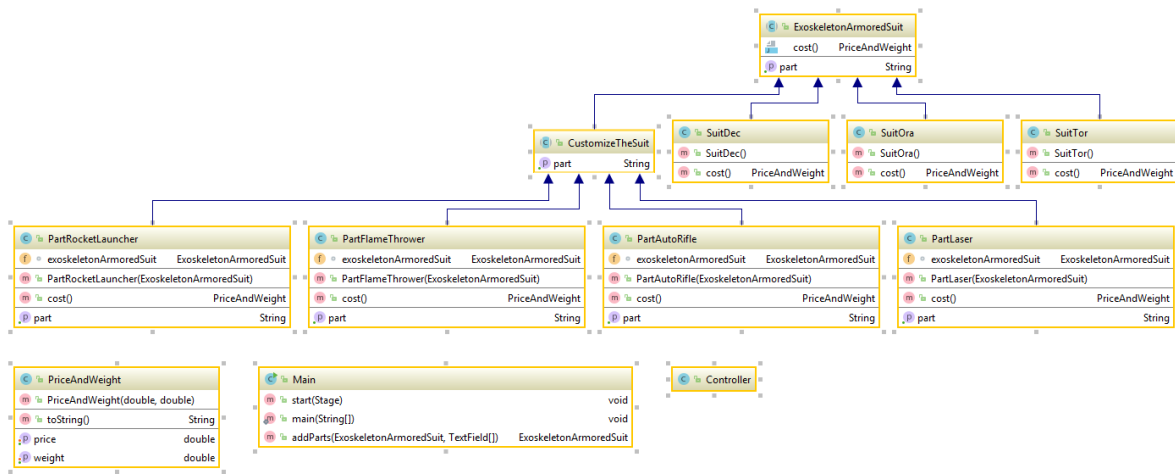 ExoskeletonArmoredSuit
cost() PriceAndWeight
part String
CustomizeTheSuit
part String
SuitDec
SuitDec()
cost() PriceAndWeight
SuitOra
SuitOra()
cost() PriceAndWeight
SuitTor
SuitTor()
cost() PriceAndWeight
PartRocketLauncher
exoskeletonArmoredSuit ExoskeletonArmoredSuit
PartRocketLauncher(ExoskeletonArmoredSuit)
cost() PriceAndWeight
part String
PartFlameThrower
exoskeletonArmoredSuit ExoskeletonArmoredSuit
PartFlameThrower(ExoskeletonArmoredSuit)
cost() PriceAndWeight
part String
PartAutoRifle
exoskeletonArmoredSuit ExoskeletonArmoredSuit
PartAutoRifle(ExoskeletonArmoredSuit)
cost() PriceAndWeight
part String
PartLaser
exoskeletonArmoredSuit ExoskeletonArmoredSuit
PartLaser(ExoskeletonArmoredSuit)
cost() PriceAndWeight
part String
PriceAndWeight
PriceAndWeight(double, double)
toString() String
price double
weight double
Main
start(Stage) void
main(String[]) void
addParts(ExoskeletonArmoredSuit, TextField[]) ExoskeletonArmoredSuit
Controller